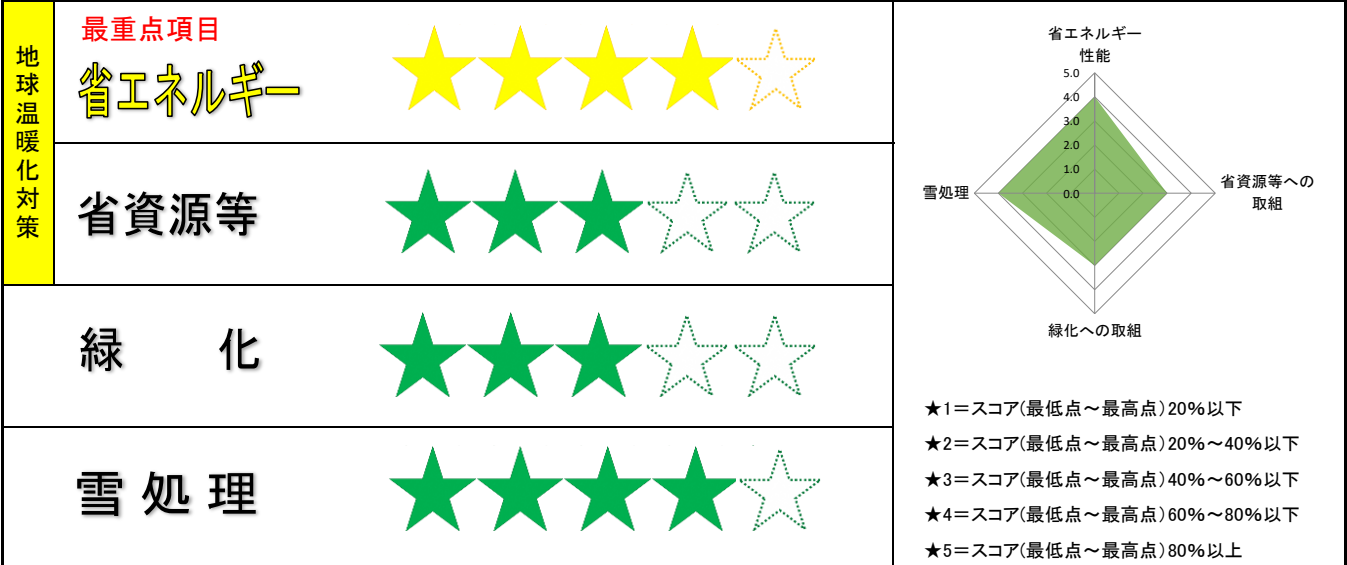 地球温暖化対策
最重点項目
省エネルギー
省資源等
緑 化
雪 処 理
省エネルギー
性能
5.0
4.0
3.0
2.0
1.0
0.0
雪処理
省資源等への
取組
緑化への取組
★1＝スコア(最低点～最高点)20%以下
★2＝スコア(最低点～最高点)20%～40%以下
★3＝スコア(最低点～最高点)40%～60%以下
★4＝スコア(最低点～最高点)60%～80%以下
★5＝スコア(最低点～最高点)80%以上